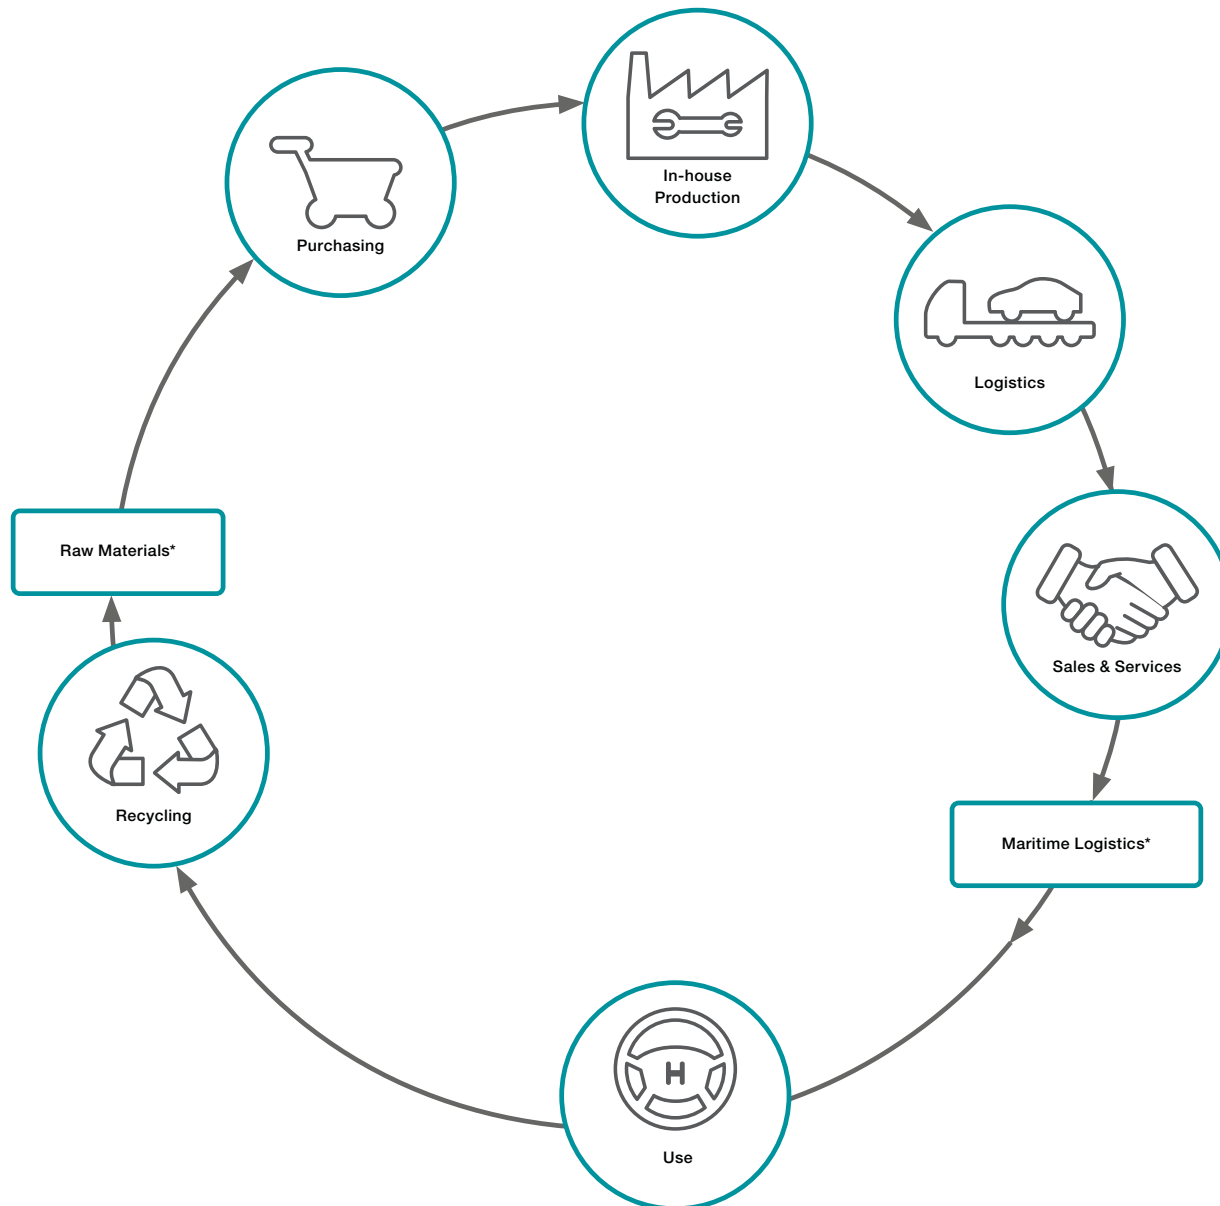 In-house
Production
Purchasing
Logistics
Raw Materials*
Sales & Services
Recycling
Maritime Logistics*
H
Use